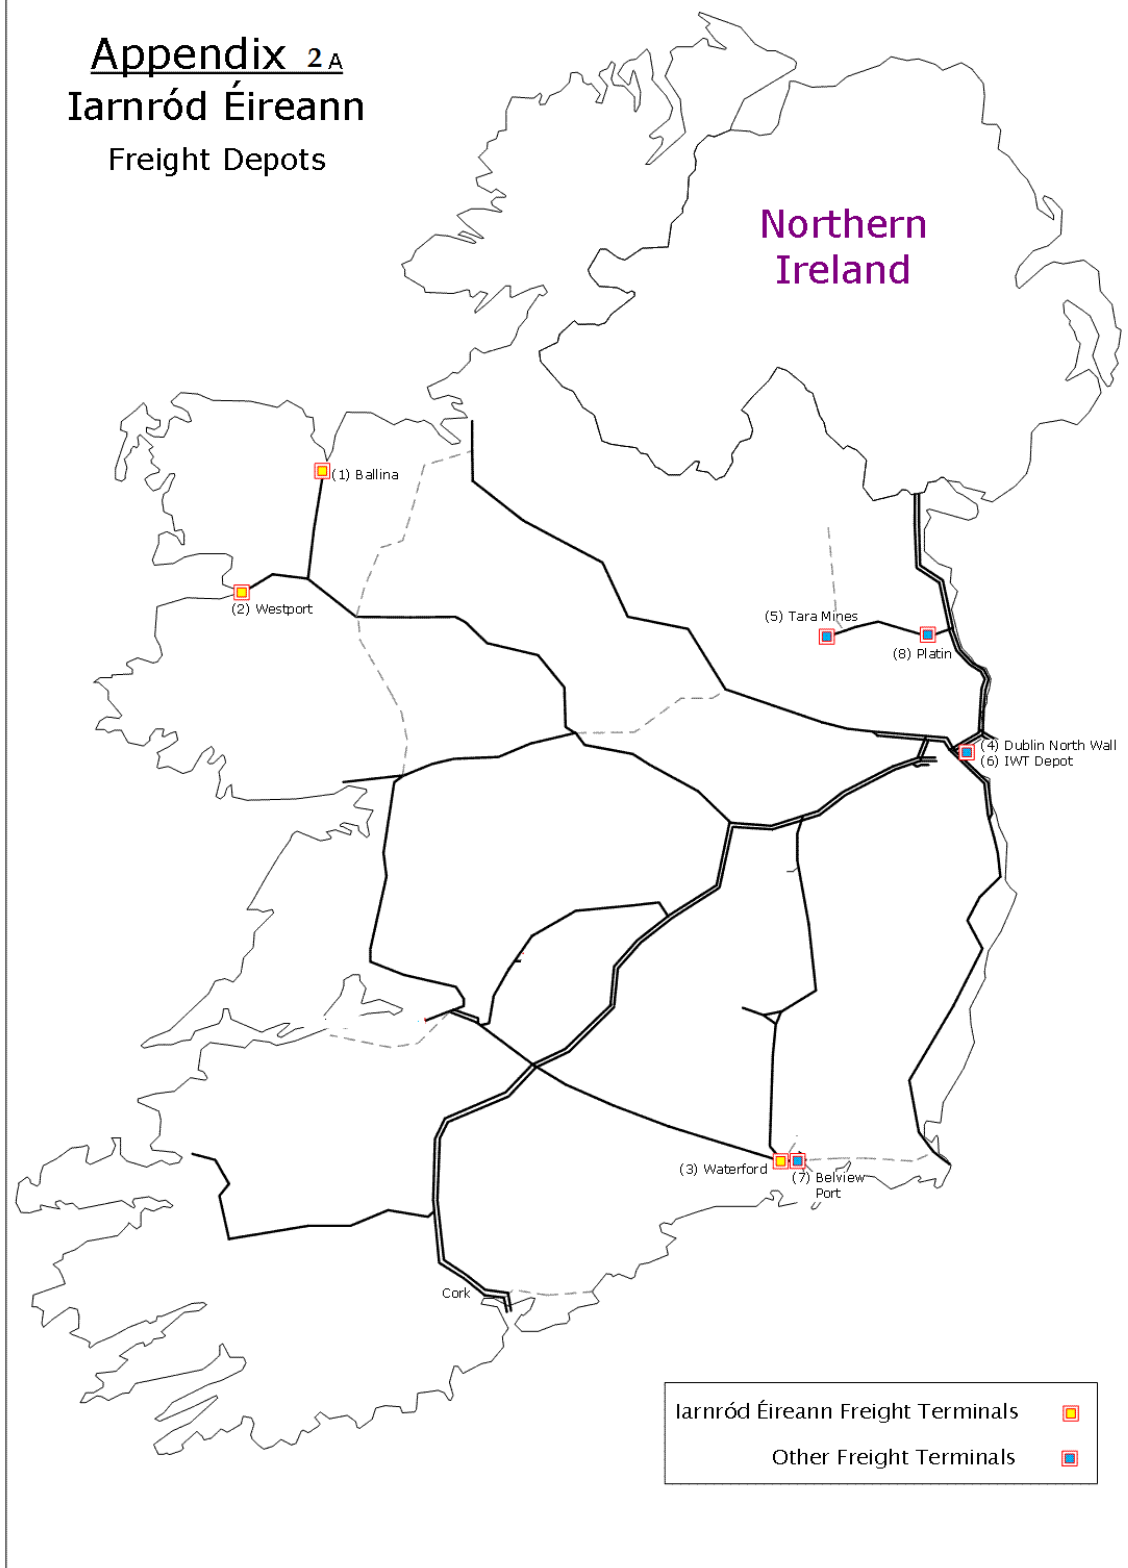 Appendix 2 A
Iarnród Éireann
Freight Depots
Northern
Ireland
(1) Ballina
(2) Westport
(5) Tara Mines
(8) Platin
(4) Dublin North Wall
(6) IWT Depot
(3) Waterford
(7) Belview
Port
Cork
Iarnród Éireann Freight Terminals
Other Freight Terminals